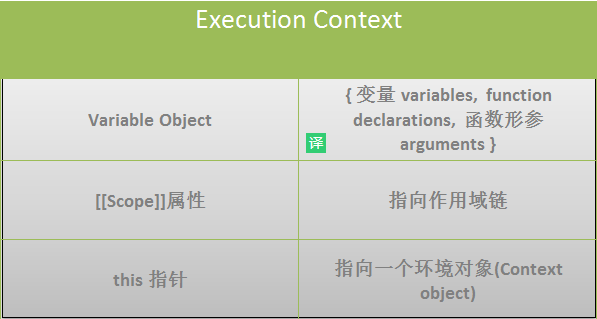 Execution Context
Variable Object
{ 变量 variables, function
declarations, 函数形参
arguments }
译
[[Scope]]属性
指向作用域链
this 指针
指向一个环境对象(Context
object)